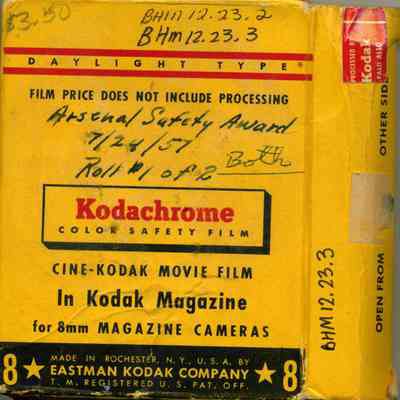 $3.50
BHM 12.23.2
BHM 12.23.3
DAYLIGHT TYPE
FILM PRICE DOES NOT INCLUDE PROCESSING
Arsenal Safety Award
7/24/57
Both
Roll #1 of 2
Kodachrome
COLOR SAFETY FILM
CINE-KODAK MOVIE FILM
In Kodak Magazine
for 8mm MAGAZINE CAMERAS
8 ★ MADE IN ROCHESTER, N.Y., U.S.A. BY ★ 8
EASTMAN KODAK COMPANY
T. M. REGISTERED U. S. PAT. OFF.
PROCESSED
Kodak
OPEN FROM OTHER SIDE
BHM 12.23.3